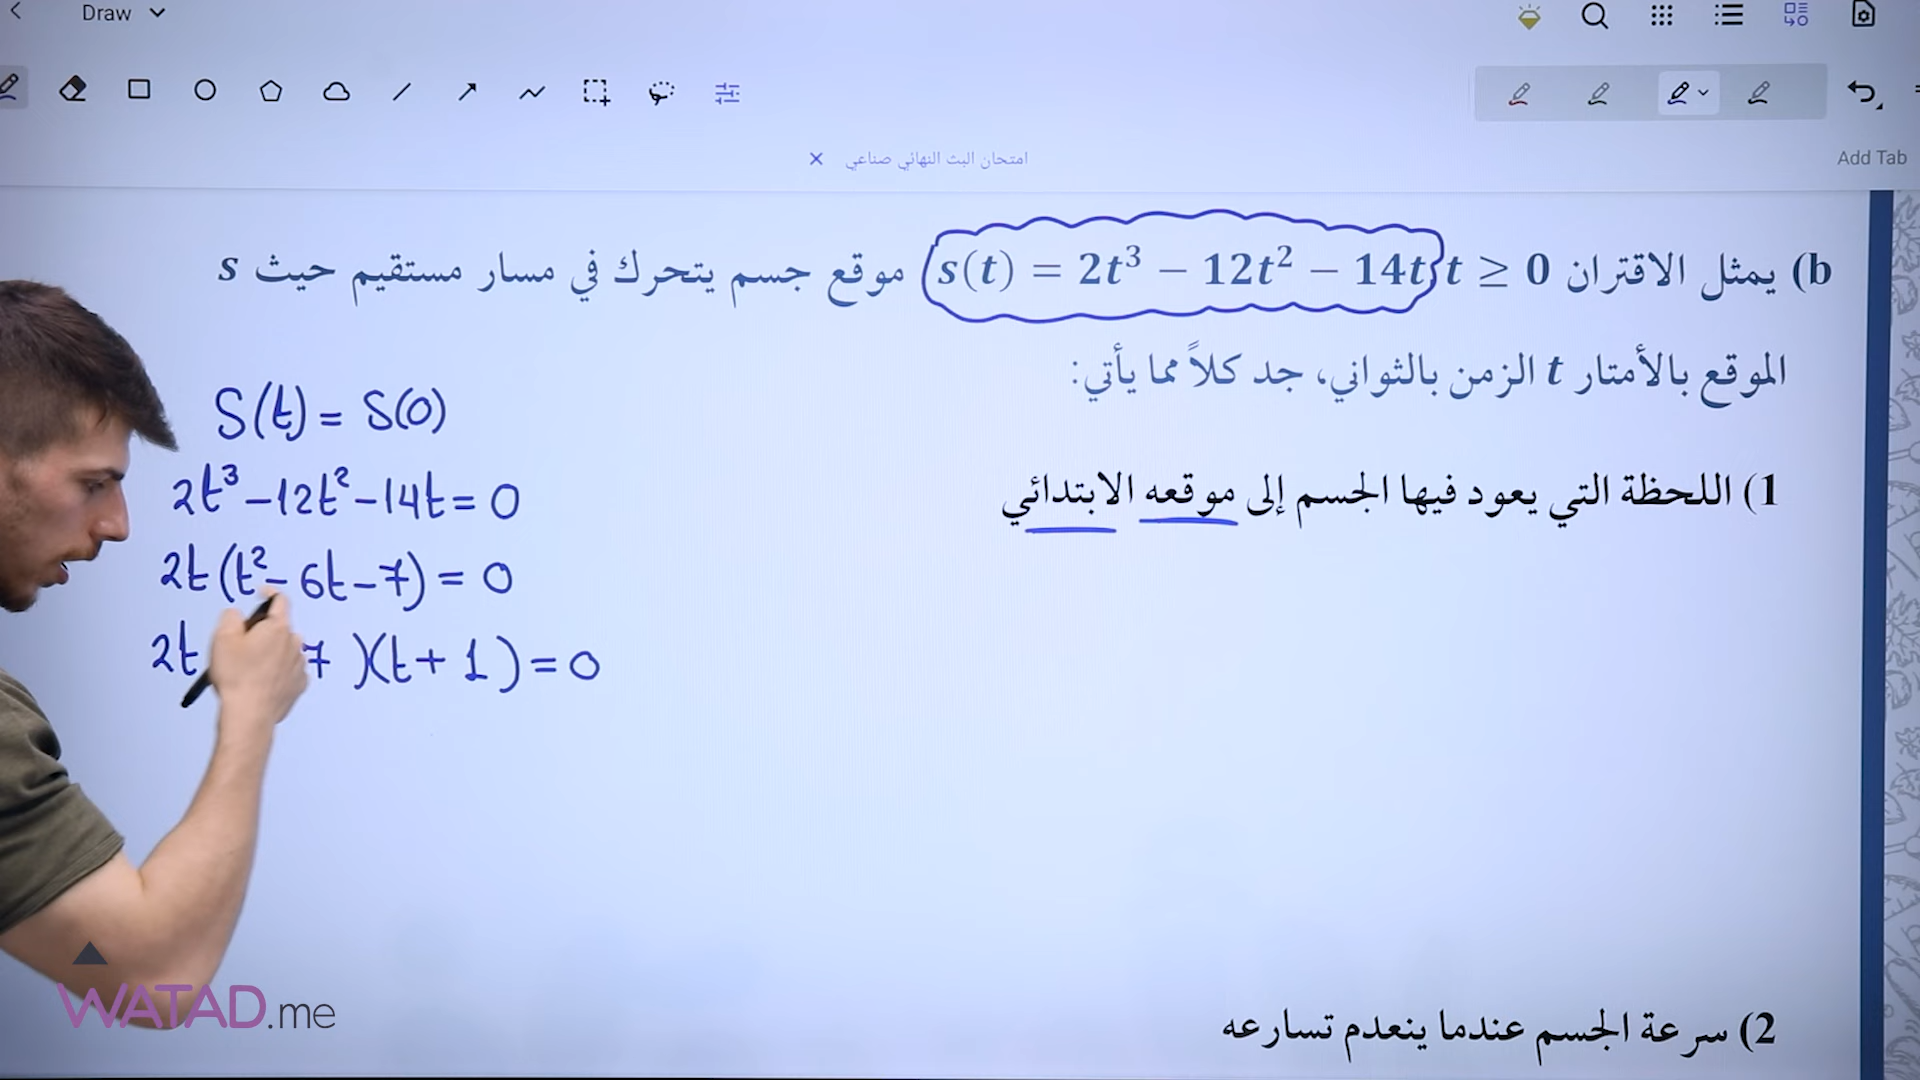 Draw
امتحان البث النهائي صناعي
Add Tab
b) يمثل الاقتران s(t) = 2t³ − 12t² − 14t, t ≥ 0 موقع جسم يتحرك في مسار مستقيم حيث s
الموقع بالأمتار t الزمن بالثواني، جد كلاً مما يأتي:
1) اللحظة التي يعود فيها الجسم إلى موقعه الابتدائي
S(t) = S(0)
2t³ − 12t² − 14t = 0
2t (t² − 6t − 7) = 0
2t 7 )(t + 1 ) = 0
2) سرعة الجسم عندما ينعدم تسارعه
WATAD.me